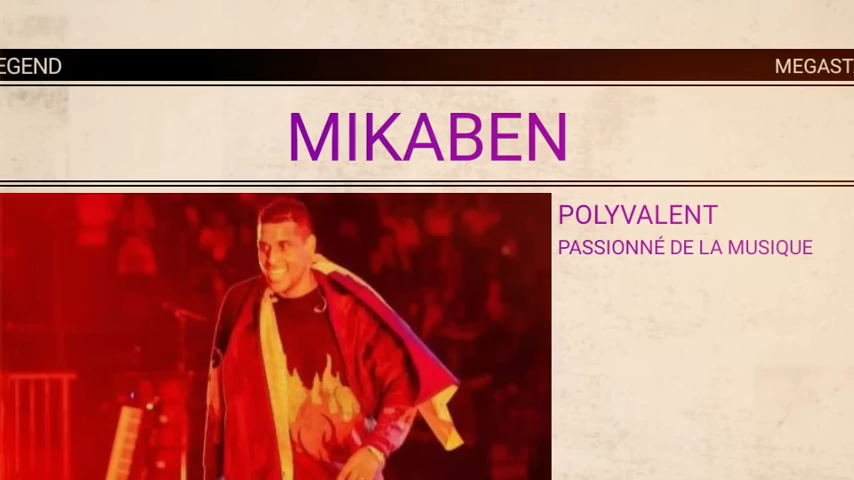 EGEND
MEGAST
MIKABEN
POLYVALENT
PASSIONNÉ DE LA MUSIQUE